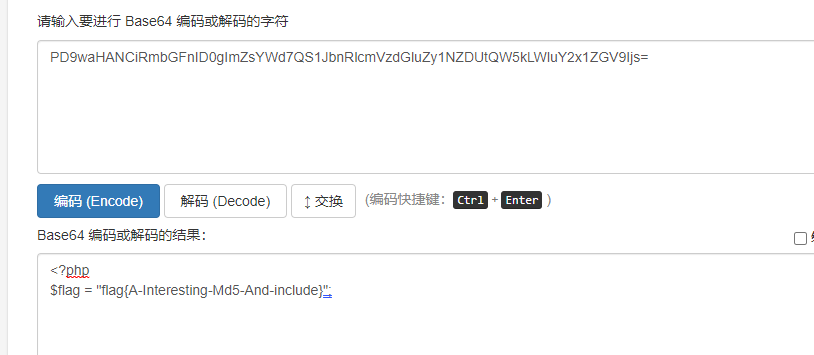 请输入要进行 Base64 编码或解码的字符
PD9waHANCiRmbGFnID0gImZsYWd7QS1JbnRlcmVzdGluZy1NZDUtQW5kLWluY2x1ZGV9Ijs=
编码 (Encode) 解码 (Decode) ↕ 交换 (编码快捷键: Ctrl + Enter )
Base64 编码或解码的结果:
<?php
$flag = "flag{A-Interesting-Md5-And-include}";